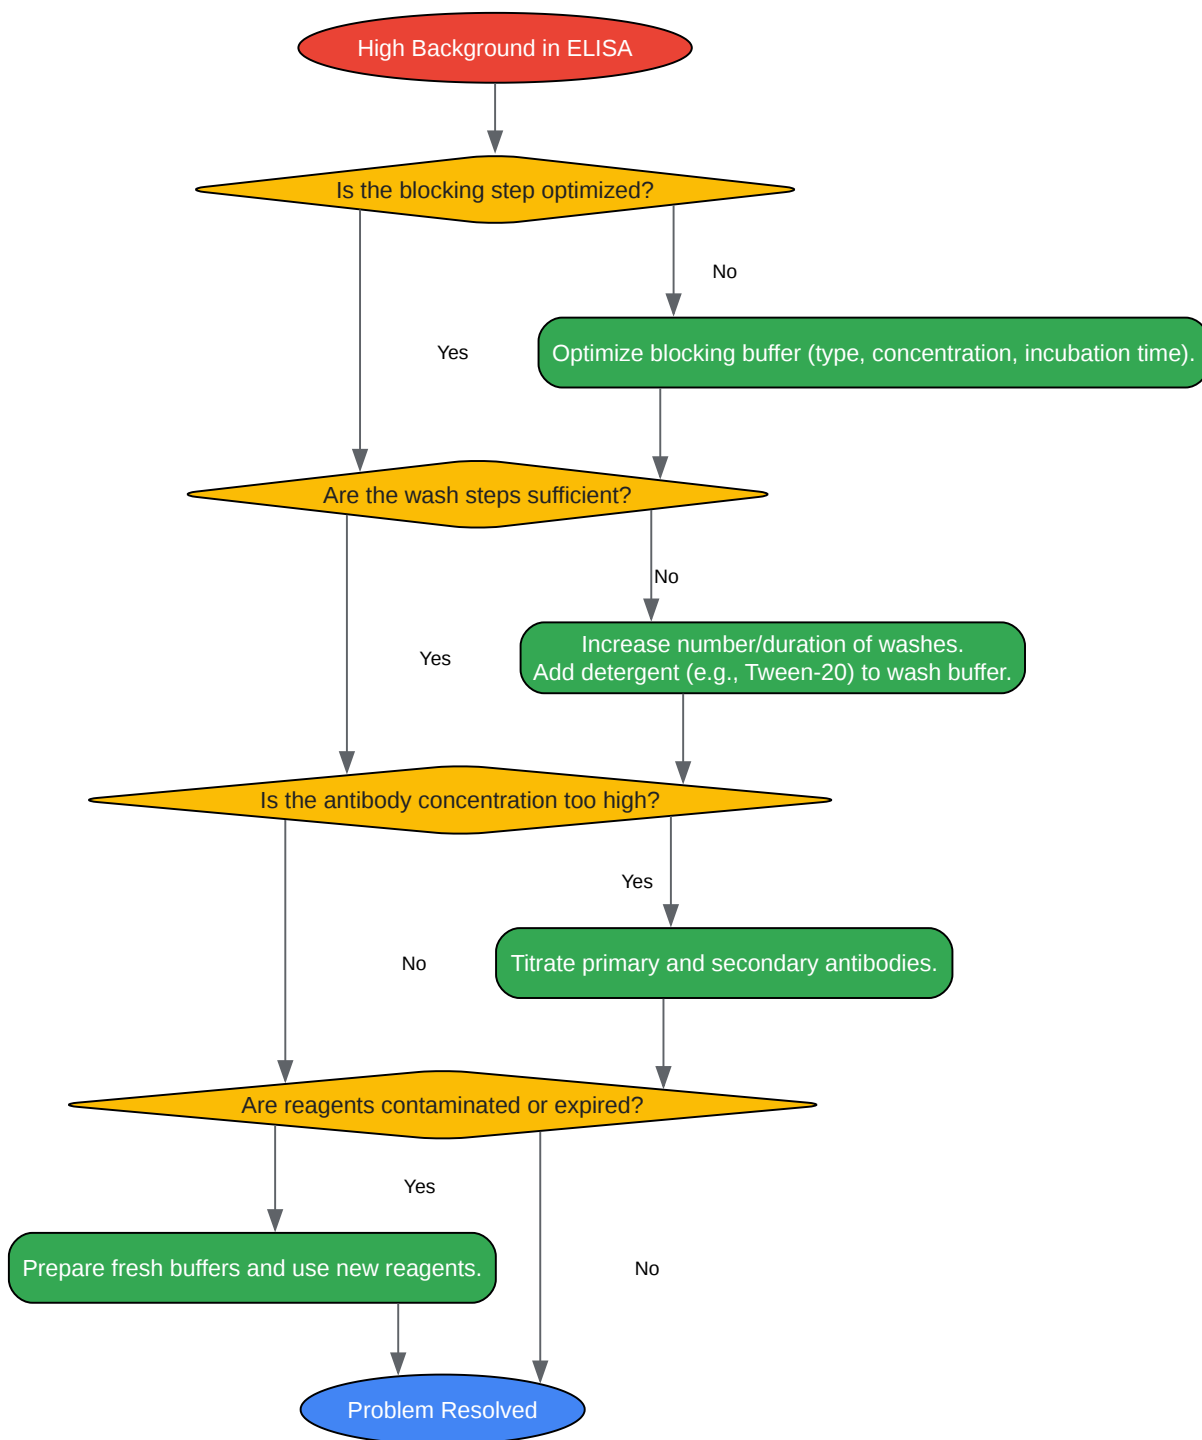 High Background in ELISA
Is the blocking step optimized?
No
Yes
Optimize blocking buffer (type, concentration, incubation time).
Are the wash steps sufficient?
No
Yes
Increase number/duration of washes.
Add detergent (e.g., Tween-20) to wash buffer.
Is the antibody concentration too high?
Yes
No
Titrate primary and secondary antibodies.
Are reagents contaminated or expired?
Yes
Prepare fresh buffers and use new reagents.
No
Problem Resolved